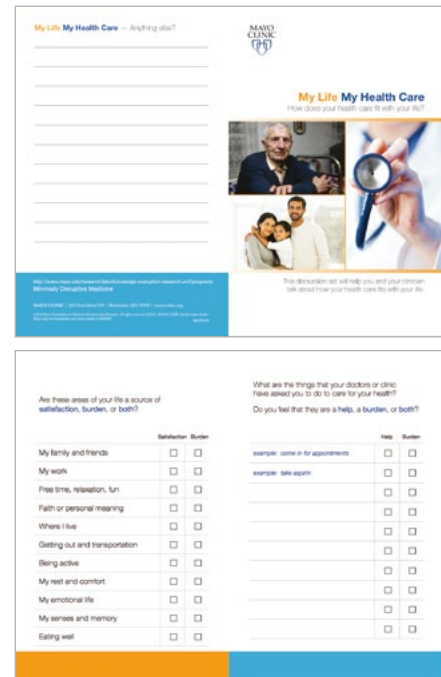 My Life My Health Care – Anything else?
MAYO
CLINIC
My Life My Health Care
How does your health care fit with your life?
This discussion aid will help you and your clinician
talk about how your health care fits with your life.
Minimally Disruptive Medicine
Are these areas of your life a source of
satisfaction, burden, or both?
Satisfaction Burden
My family and friends
My work
Free time, relaxation, fun
Faith or personal meaning
Where I live
Getting out and transportation
Being active
My rest and comfort
My emotional life
My senses and memory
Eating well
What are the things that your doctors or clinic
have asked you to do to care for your health?
Do you feel that they are a help, a burden, or both?
Help Burden
example: come in for appointments
example: take aspirin